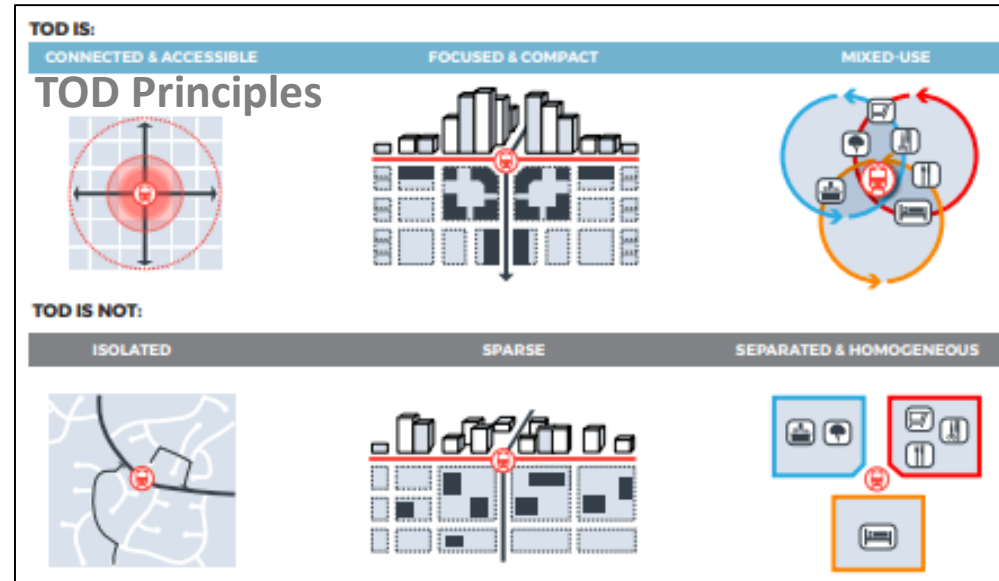 TOD IS:
CONNECTED & ACCESSIBLE FOCUSED & COMPACT MIXED-USE
TOD Principles
TOD IS NOT:
ISOLATED SPARSE SEPARATED & HOMOGENEOUS